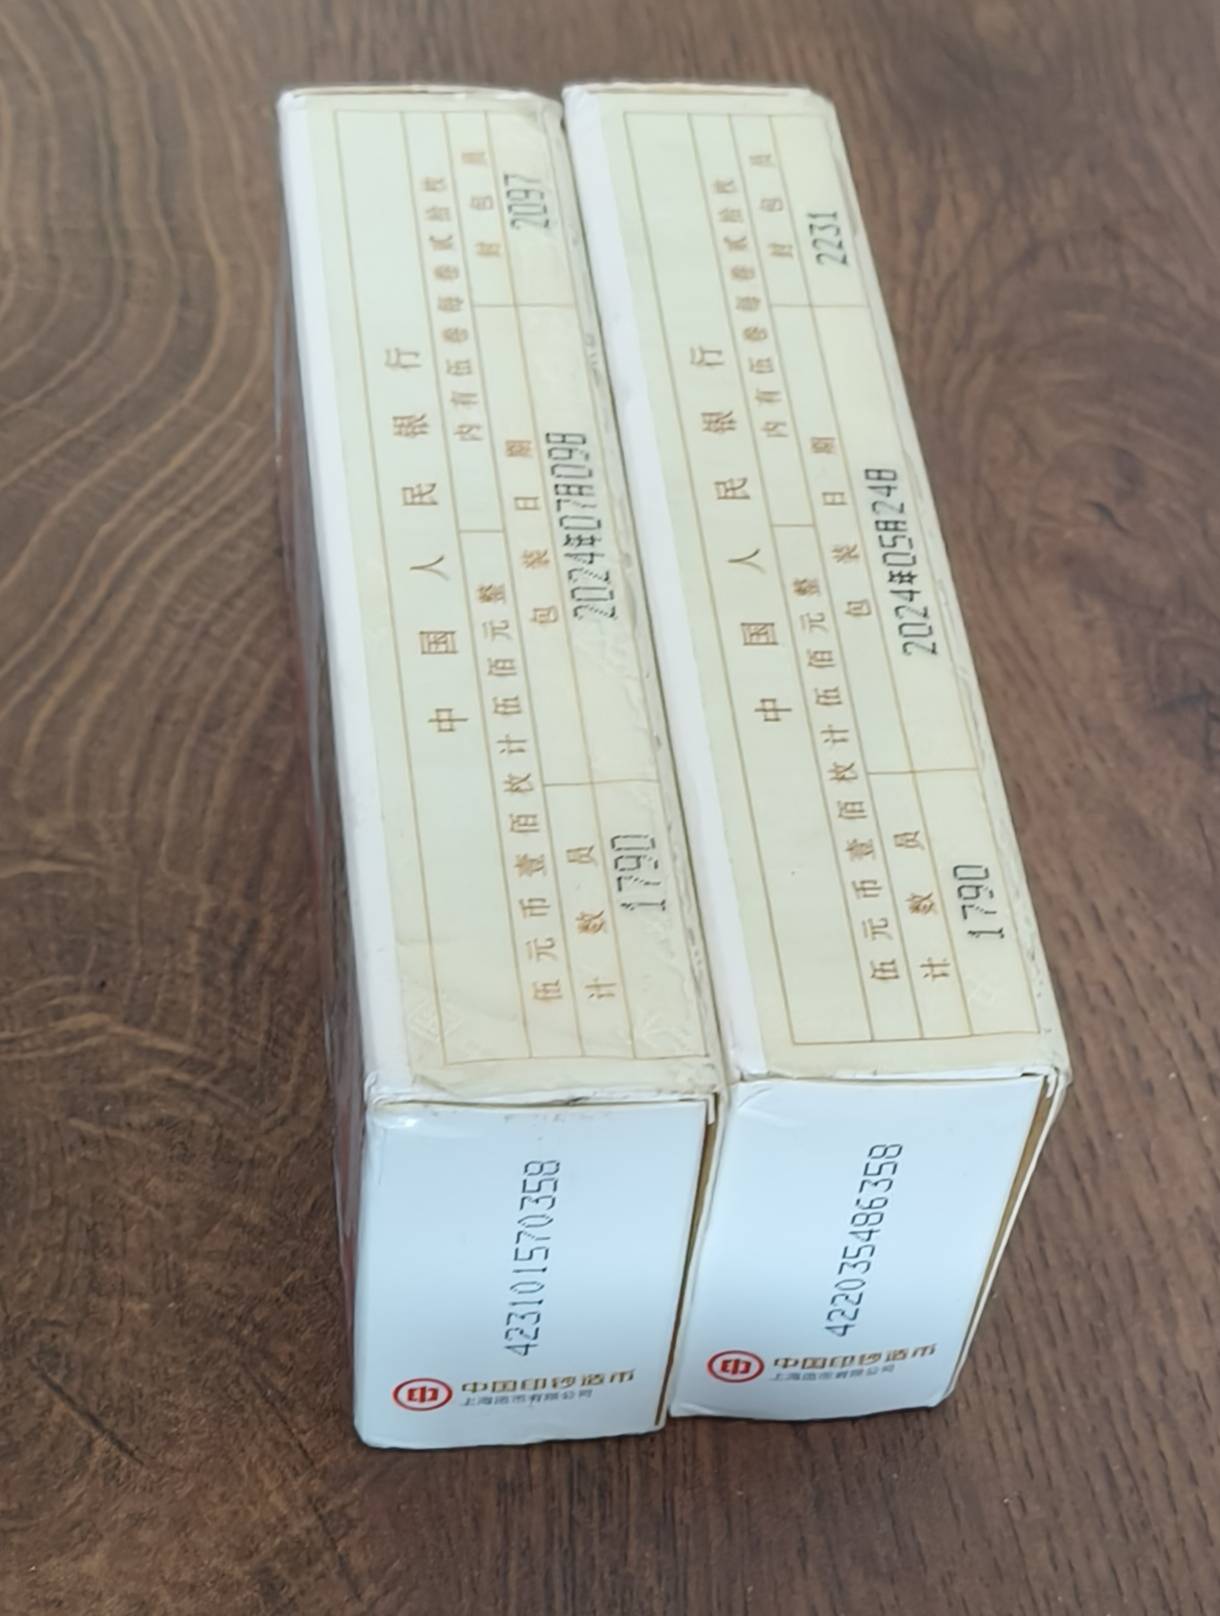 中国人民银行
伍元币壹佰枚计伍佰元整
内有伍卷每卷贰拾枚
计数员
包装日期
封包员
1790
2024年07月09日
2097
423101570358
中国印钞造币
上海造币有限公司
中国人民银行
伍元币壹佰枚计伍佰元整
内有伍卷每卷贰拾枚
计数员
包装日期
封包员
1790
2024年05月24日
2231
422035486358
中国印钞造币
上海造币有限公司